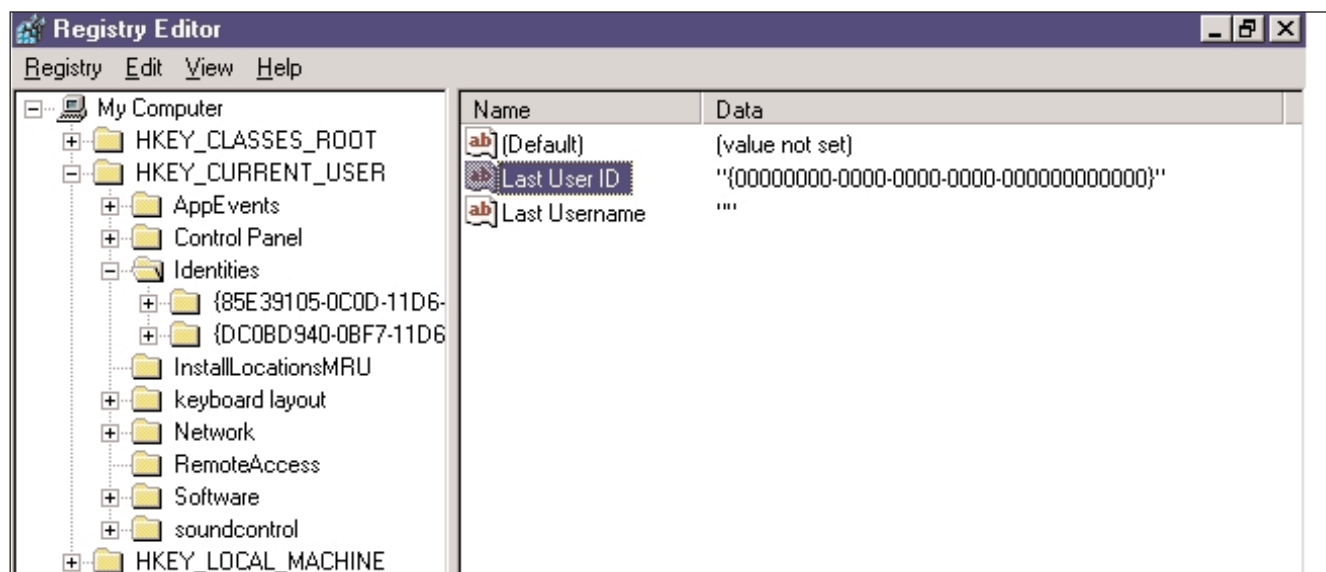 Registry Editor
Registry Edit View Help
My Computer
HKEY_CLASSES_ROOT
HKEY_CURRENT_USER
AppEvents
Control Panel
Identities
{85E39105-0C0D-11D6-
{DC0BD940-0BF7-11D6
InstallLocationsMRU
keyboard layout
Network
RemoteAccess
Software
soundcontrol
HKEY_LOCAL_MACHINE
Name Data
(Default) (value not set)
Last User ID "{00000000-0000-0000-0000-000000000000}"
Last Username ""